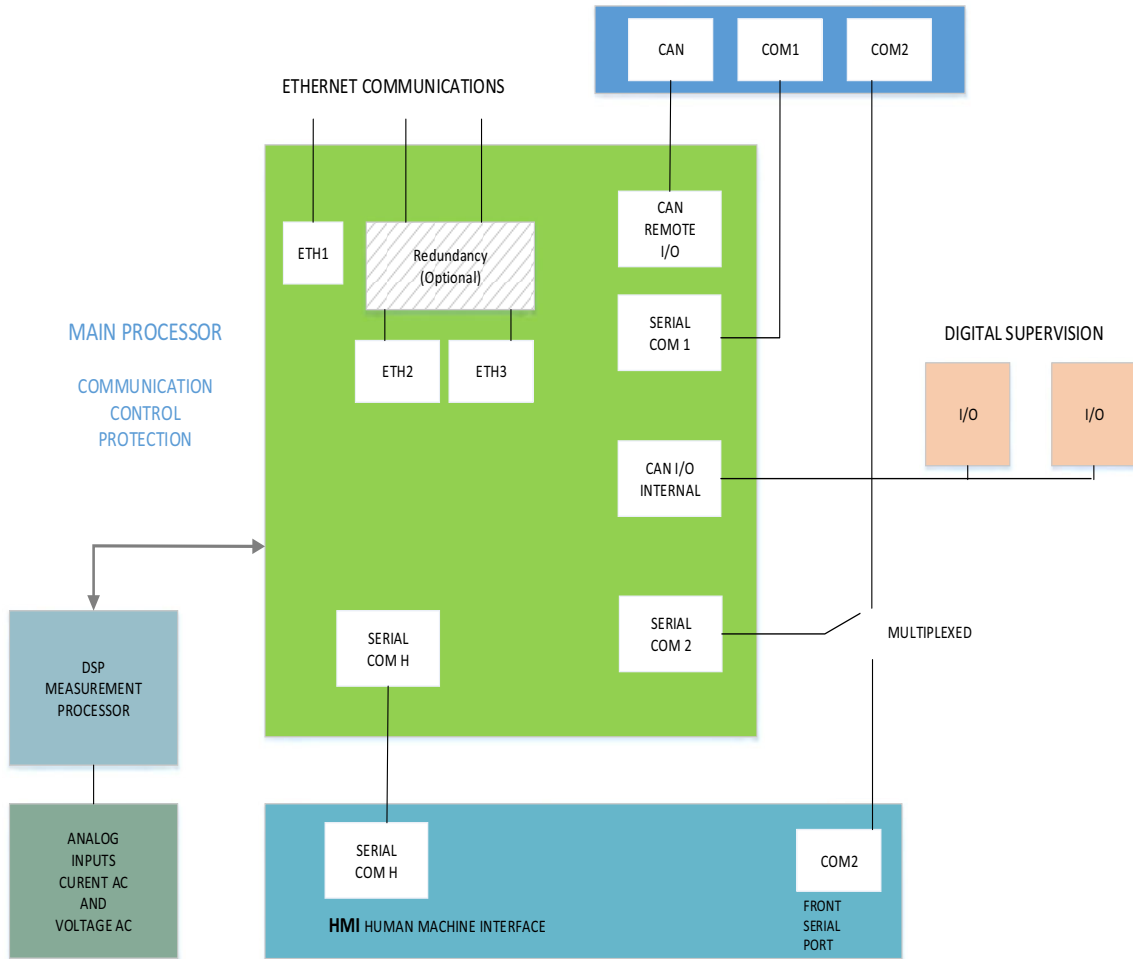 CAN
COM1
COM2
ETHERNET COMMUNICATIONS
CAN
REMOTE
I/O
ETH1
Redundancy
(Optional)
SERIAL
COM 1
MAIN PROCESSOR
DIGITAL SUPERVISION
ETH2
ETH3
COMMUNICATION
CONTROL
PROTECTION
I/O
I/O
CAN I/O
INTERNAL
SERIAL
COM 2
MULTIPLEXED
SERIAL
COM H
DSP
MEASUREMENT
PROCESSOR
ANALOG
INPUTS
CURENT AC
AND
VOLTAGE AC
SERIAL
COM H
COM2
HMI HUMAN MACHINE INTERFACE
FRONT
SERIAL
PORT